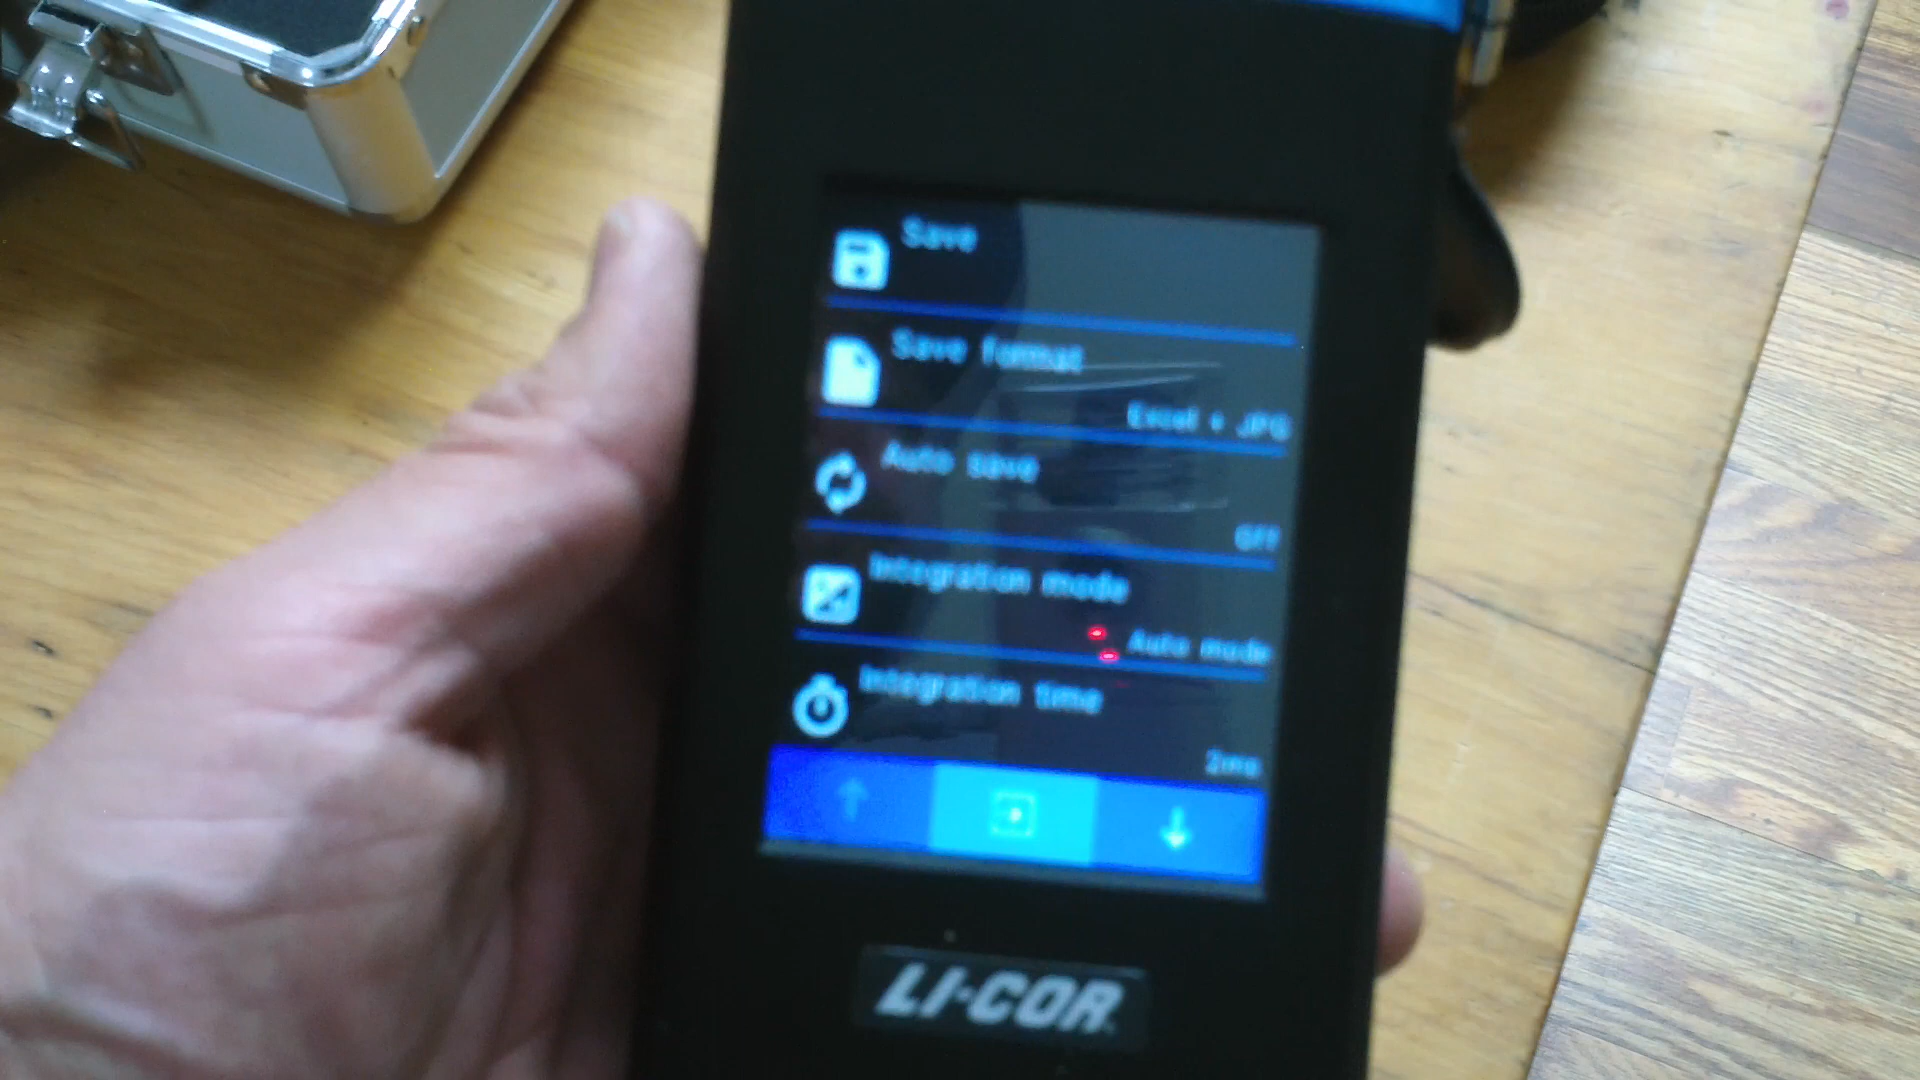 Save
Save format
Excel + JPG
Auto save
Off
Integration mode
Auto mode
Integration time
2ms
LI-COR